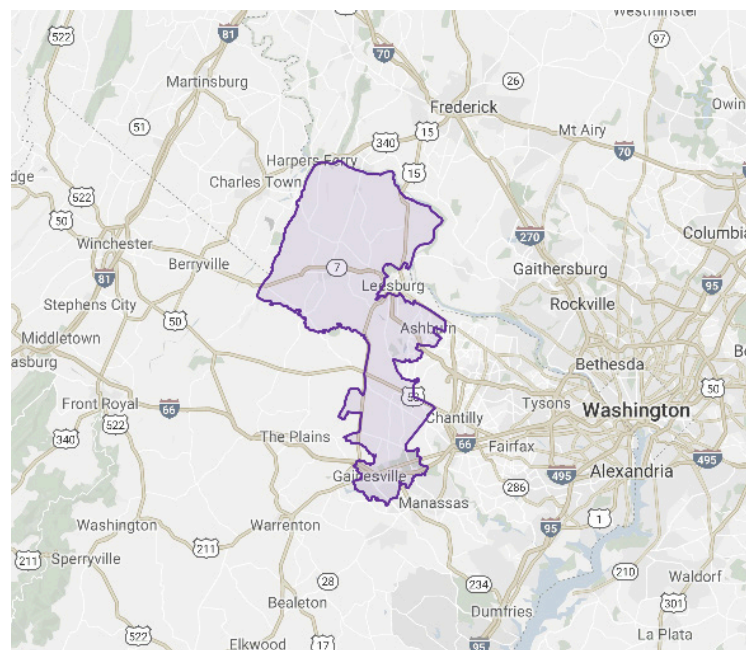 Westminster
522
81
70
97
Martinsburg
26
Owin
Frederick
15
Mt Airy
51
340
70
Harpers Ferry
15
dge
Charles Town
522
50
Winchester
270
Columbia
7
Berryville
Gaithersburg
81
95
Leesburg
Stephens City
Rockville
50
Ashburn
Middletown
asburg
Bethesda
50
Front Royal
Tysons
66
Washington
522
Chantilly
The Plains
66
340
Fairfax
495
Gainesville
Alexandria
495
286
Manassas
Washington
Warrenton
1
95
211
211
Sperryville
210
28
234
Waldorf
Bealeton
301
Dumfries
522
Elkwood
17
La Plata
95